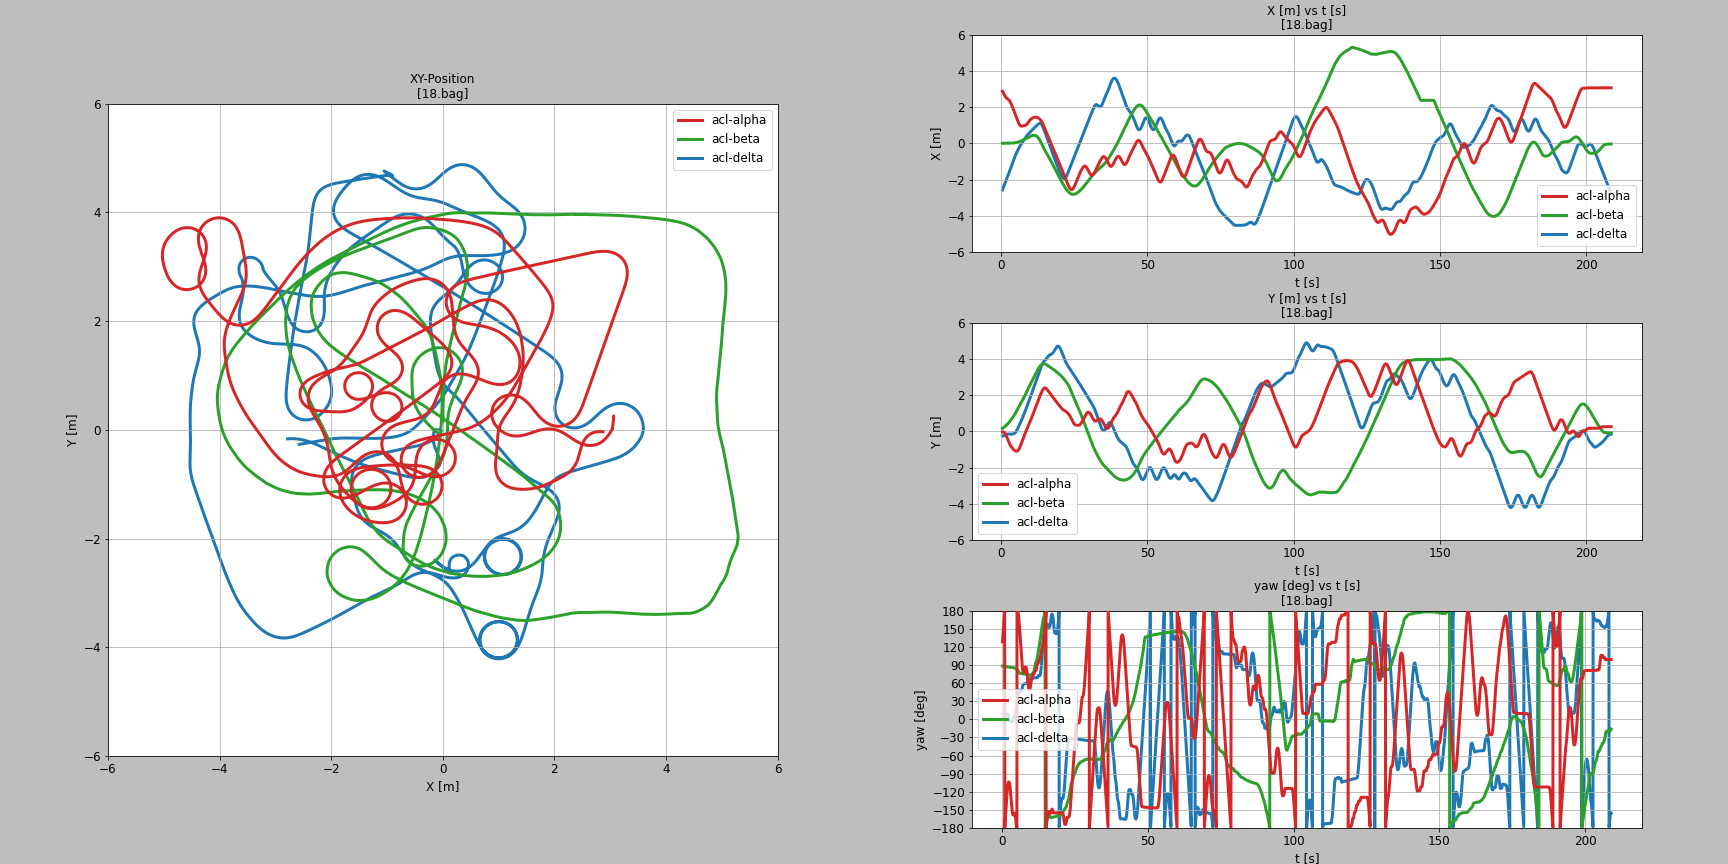 XY-Position
[18.bag]
6
4
2
0
−2
−4
−6
−6
−4
−2
0
2
4
6
X [m]
Y [m]
acl-alpha
acl-beta
acl-delta
X [m] vs t [s]
[18.bag]
6
4
2
0
−2
−4
−6
0
50
100
150
200
t [s]
X [m]
acl-alpha
acl-beta
acl-delta
Y [m] vs t [s]
[18.bag]
6
4
2
0
−2
−4
−6
0
50
100
150
200
t [s]
Y [m]
acl-alpha
acl-beta
acl-delta
yaw [deg] vs t [s]
[18.bag]
180
150
120
90
60
30
0
−30
−60
−90
−120
−150
−180
0
50
100
150
200
t [s]
yaw [deg]
acl-alpha
acl-beta
acl-delta